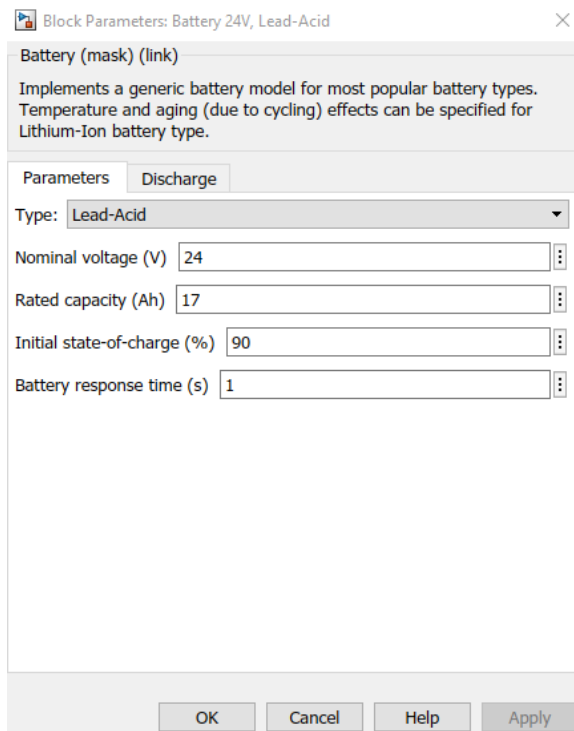 Block Parameters: Battery 24V, Lead-Acid
Battery (mask) (link)
Implements a generic battery model for most popular battery types.
Temperature and aging (due to cycling) effects can be specified for
Lithium-Ion battery type.
Parameters Discharge
Type: Lead-Acid
Nominal voltage (V) 24
Rated capacity (Ah) 17
Initial state-of-charge (%) 90
Battery response time (s) 1
OK Cancel Help Apply